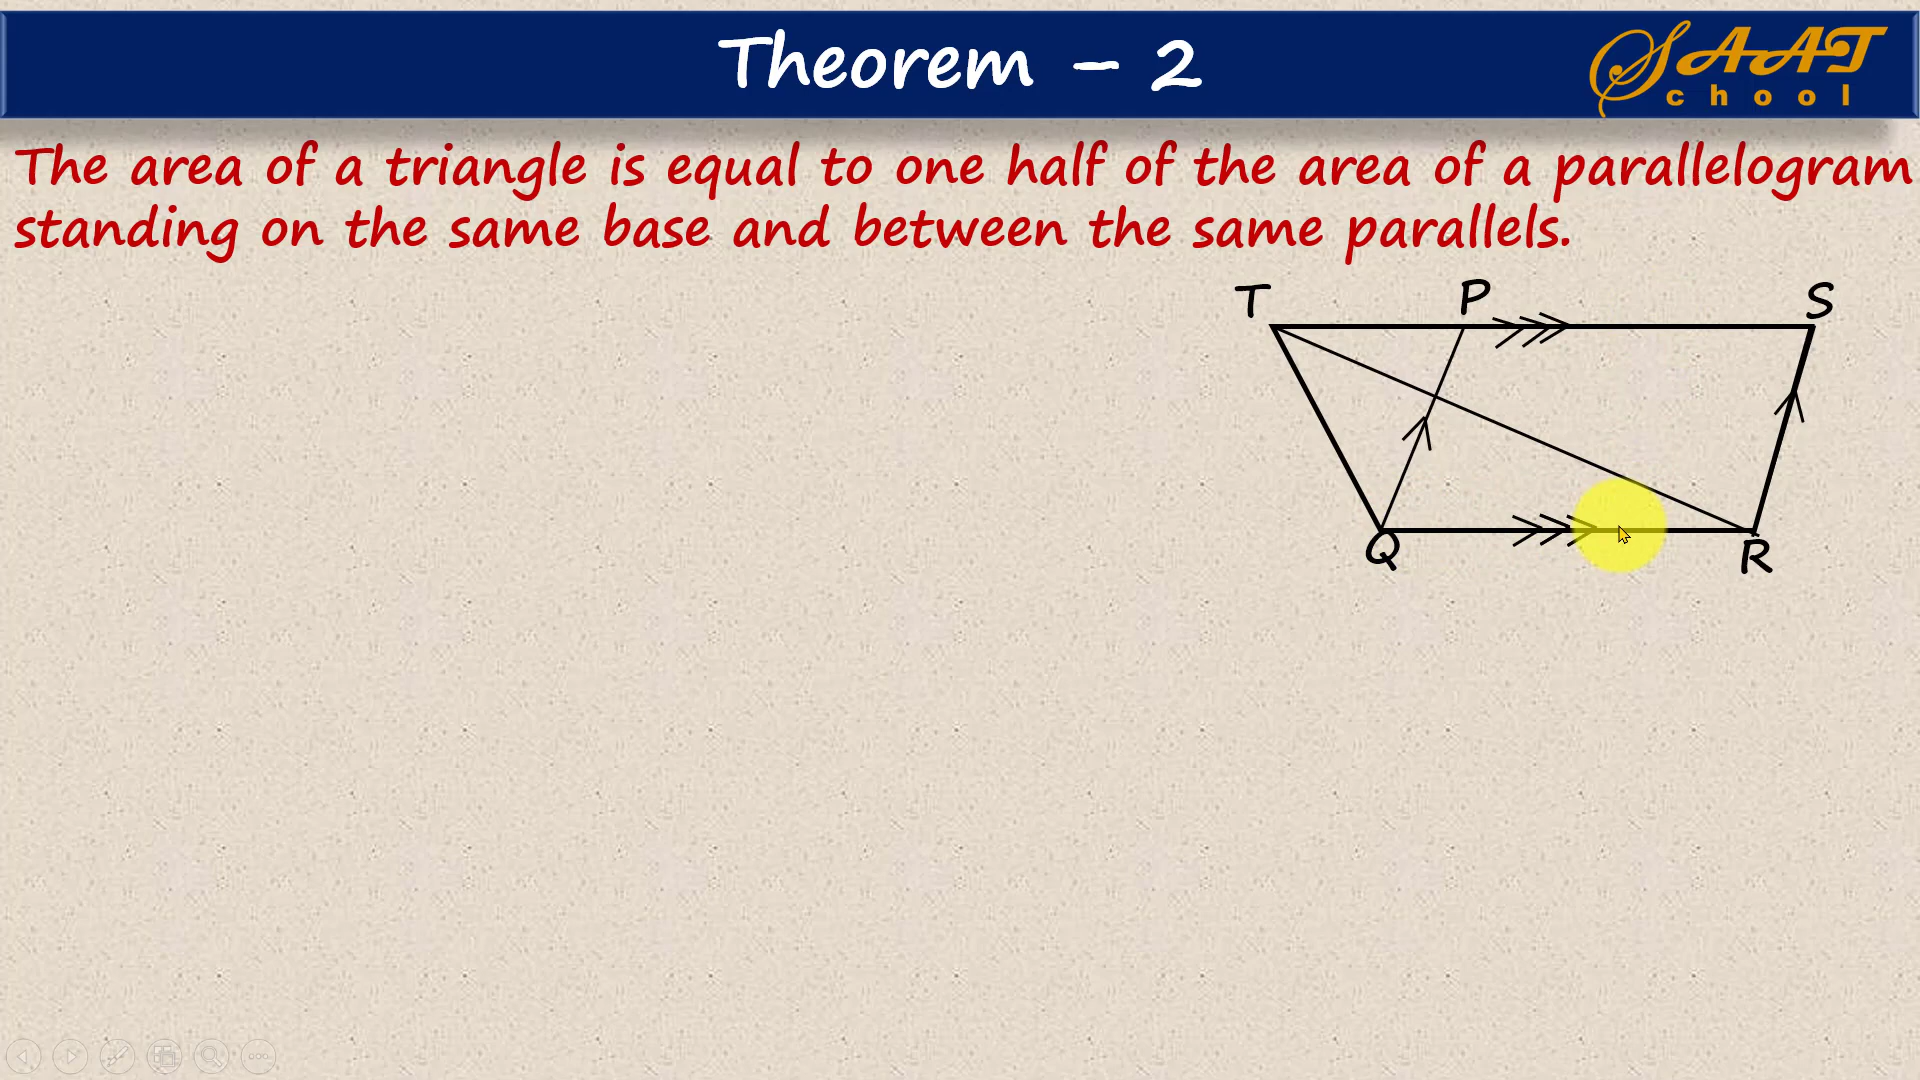 Theorem – 2
SAAT
chool
The area of a triangle is equal to one half of the area of a parallelogram
standing on the same base and between the same parallels.
T P S
Q R